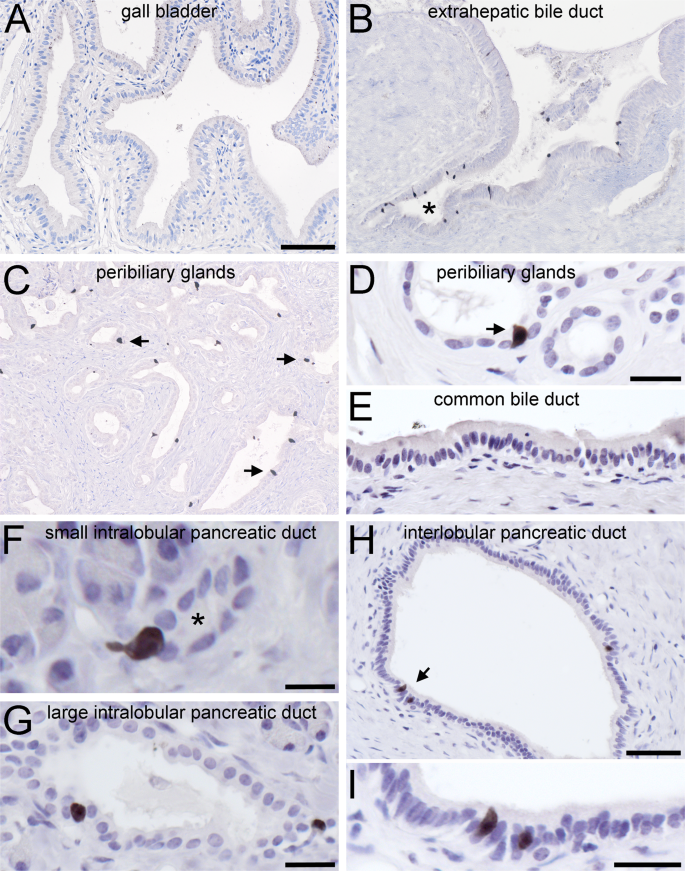 A gall bladder
B extrahepatic bile duct
*
C peribiliary glands
D peribiliary glands
E common bile duct
F small intralobular pancreatic duct
*
G large intralobular pancreatic duct
H interlobular pancreatic duct
I